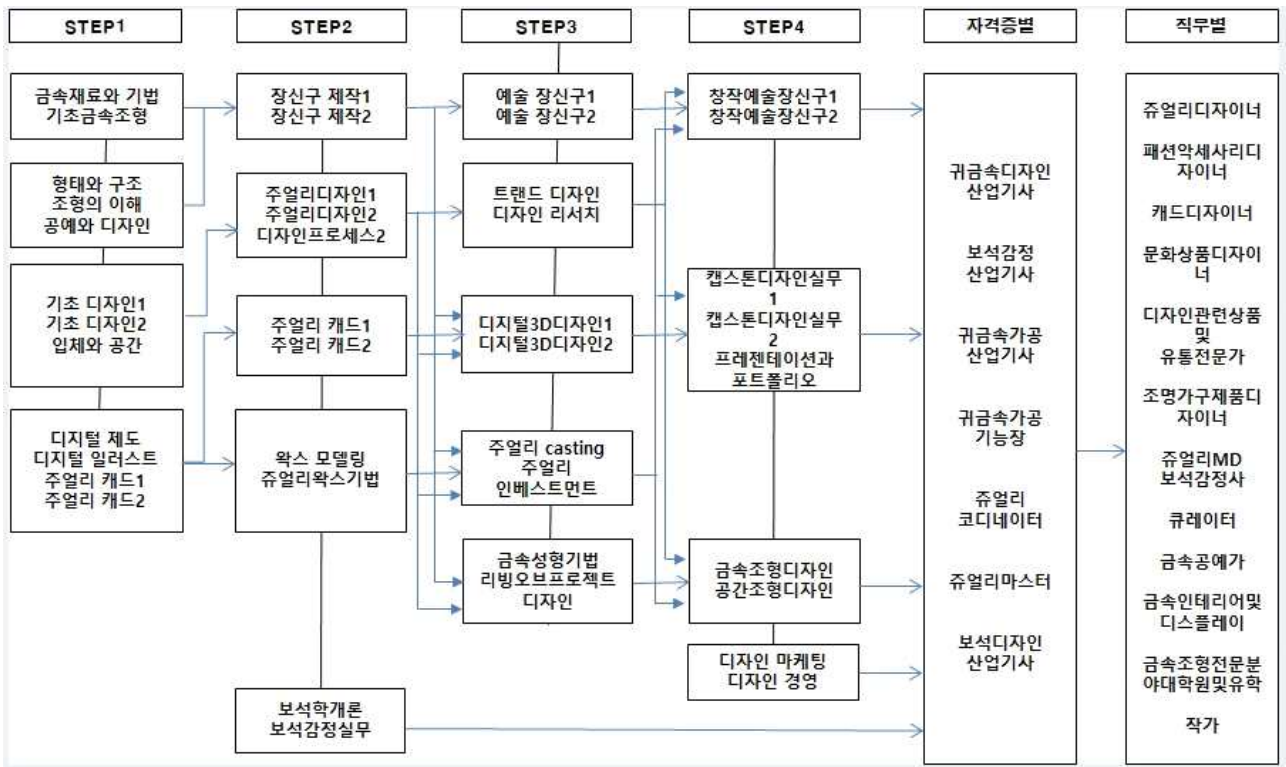 STEP1
STEP2
STEP3
STEP4
자격증별
직무별
금속재료와 기법
기초금속조형
형태와 구조
조형의 이해
공예와 디자인
기초 디자인1
기초 디자인2
입체와 공간
디지털 제도
디지털 일러스트
주얼리 캐드1
주얼리 캐드2
장신구 제작1
장신구 제작2
주얼리디자인1
주얼리디자인2
디자인프로세스2
주얼리 캐드1
주얼리 캐드2
왁스 모델링
쥬얼리왁스기법
보석학개론
보석감정실무
예술 장신구1
예술 장신구2
트랜드 디자인
디자인 리서치
디지털3D디자인1
디지털3D디자인2
주얼리 casting
주얼리
인베스트먼트
금속성형기법
리빙오브프로젝트
디자인
창작예술장신구1
창작예술장신구2
캡스톤디자인실무
1
캡스톤디자인실무
2
프레젠테이션과
포트폴리오
금속조형디자인
공간조형디자인
디자인 마케팅
디자인 경영
귀금속디자인
산업기사
보석감정
산업기사
귀금속가공
산업기사
귀금속가공
기능장
쥬얼리
코디네이터
쥬얼리마스터
보석디자인
산업기사
쥬얼리디자이너
패션악세사리디
자이너
캐드디자이너
문화상품디자이
너
디자인관련상품
및
유통전문가
조명가구제품디
자이너
쥬얼리MD
보석감정사
큐레이터
금속공예가
금속인테리어및
디스플레이
금속조형전문분
야대학원및유학
작가